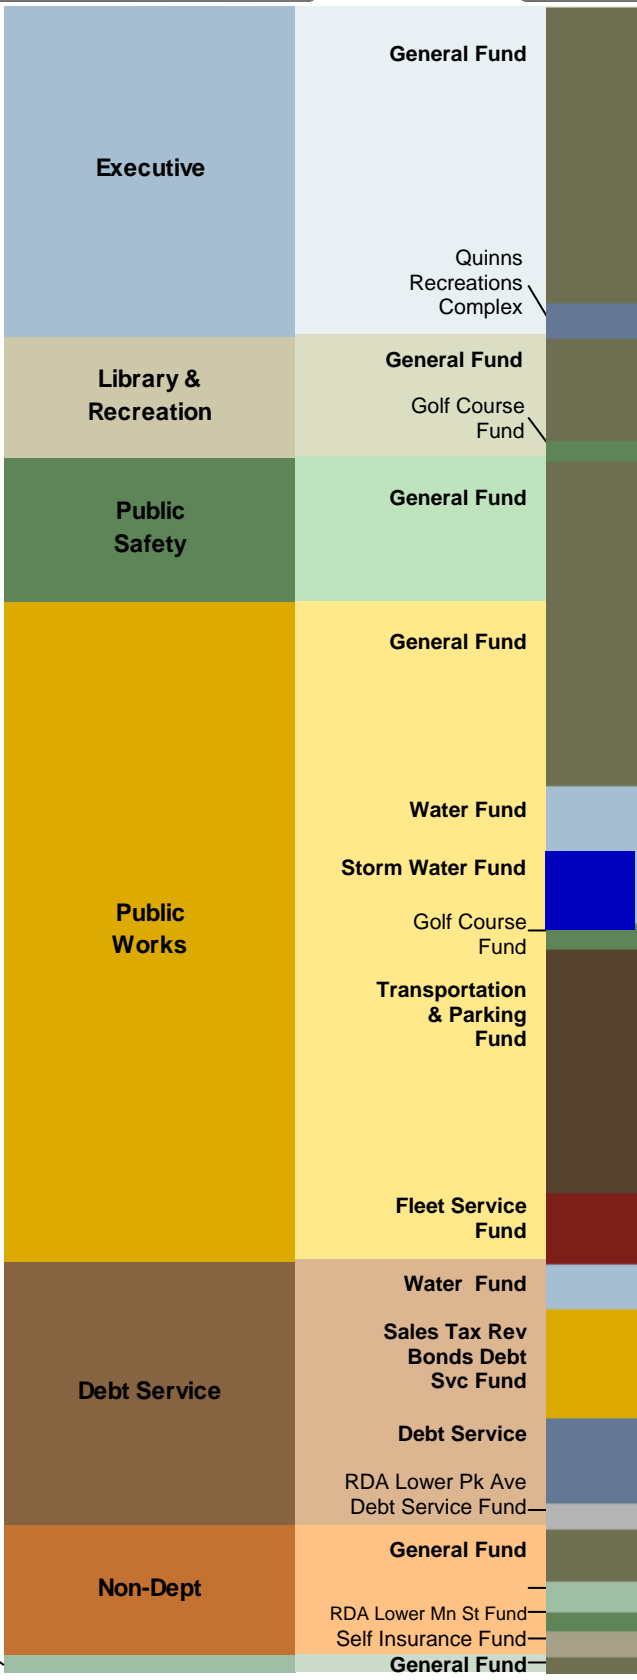 General Fund
Executive
Quinns
Recreations
Complex
General Fund
Library &
Recreation
Golf Course
Fund
General Fund
Public
Safety
General Fund
Water Fund
Storm Water Fund
Public
Works
Golf Course
Fund
Transportation
& Parking
Fund
Fleet Service
Fund
Water Fund
Sales Tax Rev
Bonds Debt
Svc Fund
Debt Service
Debt Service
RDA Lower Pk Ave
Debt Service Fund
General Fund
Non-Dept
RDA Lower Mn St Fund
Self Insurance Fund
General Fund